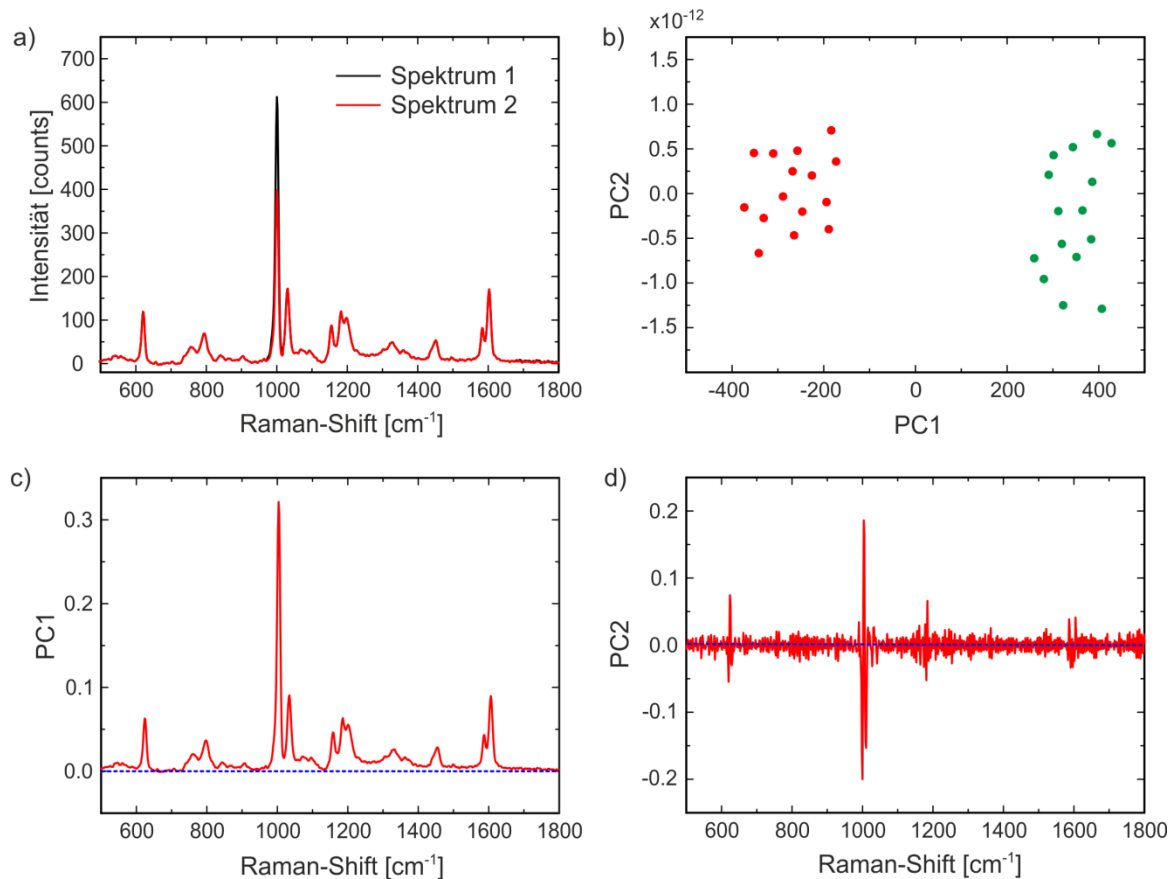 a)
700
600
500
400
300
200
100
0
Intensität [counts]
Spektrum 1
Spektrum 2
600 800 1000 1200 1400 1600 1800
Raman-Shift [cm⁻¹]
b)
x10⁻¹²
1.5
1.0
0.5
0.0
-0.5
-1.0
-1.5
PC2
-400 -200 0 200 400
PC1
c)
0.3
0.2
0.1
0.0
PC1
600 800 1000 1200 1400 1600 1800
Raman-Shift [cm⁻¹]
d)
0.2
0.1
0.0
-0.1
-0.2
PC2
600 800 1000 1200 1400 1600 1800
Raman-Shift [cm⁻¹]